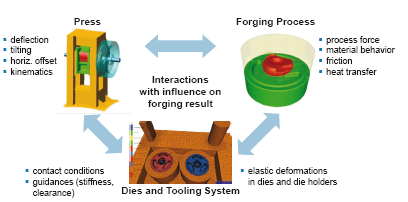 Press
Forging Process
▪ deflection
▪ tilting
▪ horiz. offset
▪ kinematics
▪ process force
▪ material behavior
▪ friction
▪ heat transfer
Interactions
with influence on
forging result
▪ contact conditions
▪ guidances (stiffness,
clearance)
Dies and Tooling System
▪ elastic deformations
in dies and die holders